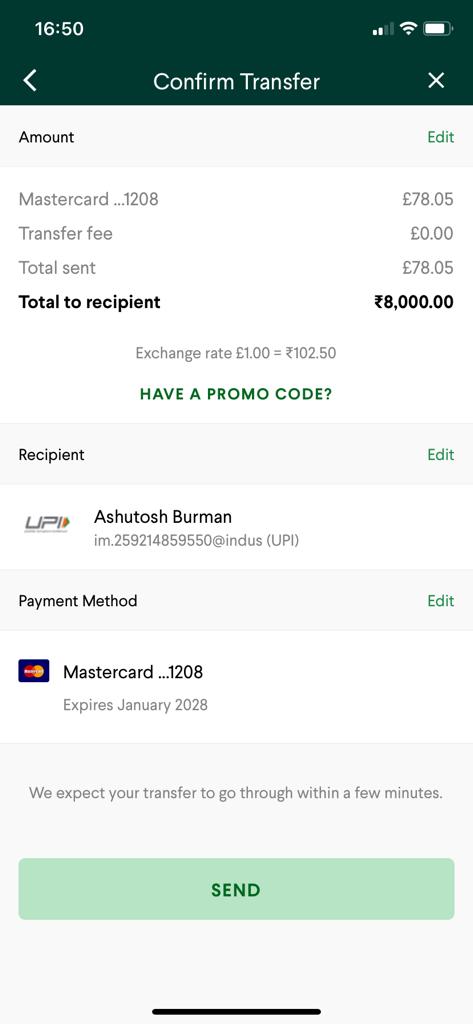 16:50
Confirm Transfer
Amount Edit
Mastercard ...1208 £78.05
Transfer fee £0.00
Total sent £78.05
Total to recipient ₹8,000.00
Exchange rate £1.00 = ₹102.50
HAVE A PROMO CODE?
Recipient Edit
UPI
Ashutosh Burman
im.259214859550@indus (UPI)
Payment Method Edit
Mastercard ...1208
Expires January 2028
We expect your transfer to go through within a few minutes.
SEND